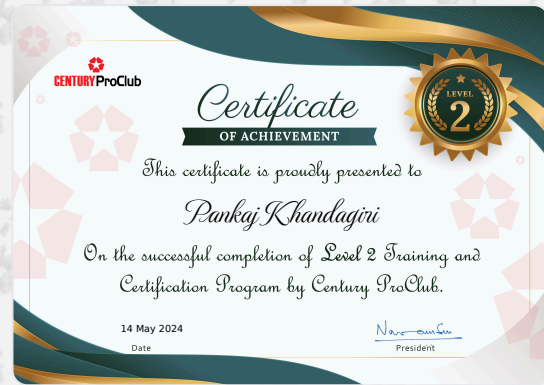 CENTURY ProClub
Certificate
OF ACHIEVEMENT
LEVEL
2
This certificate is proudly presented to
Pankaj Khandagiri
On the successful completion of Level 2 Training and
Certification Program by Century ProClub.
14 May 2024
Date
President